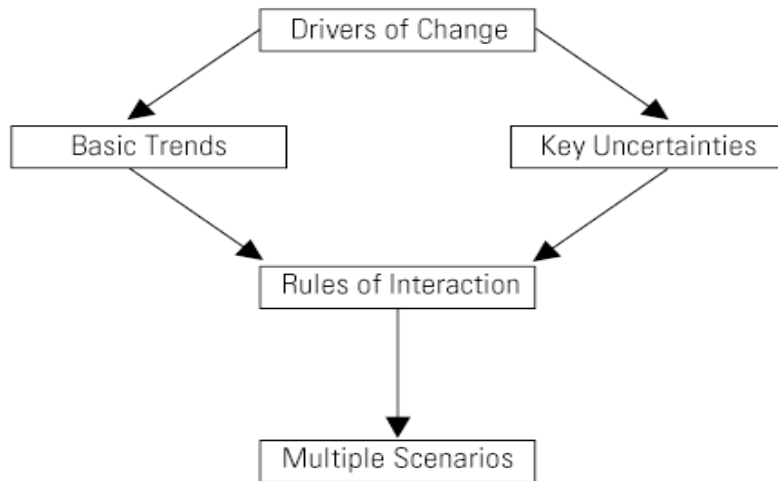 Drivers of Change
Basic Trends
Key Uncertainties
Rules of Interaction
Multiple Scenarios